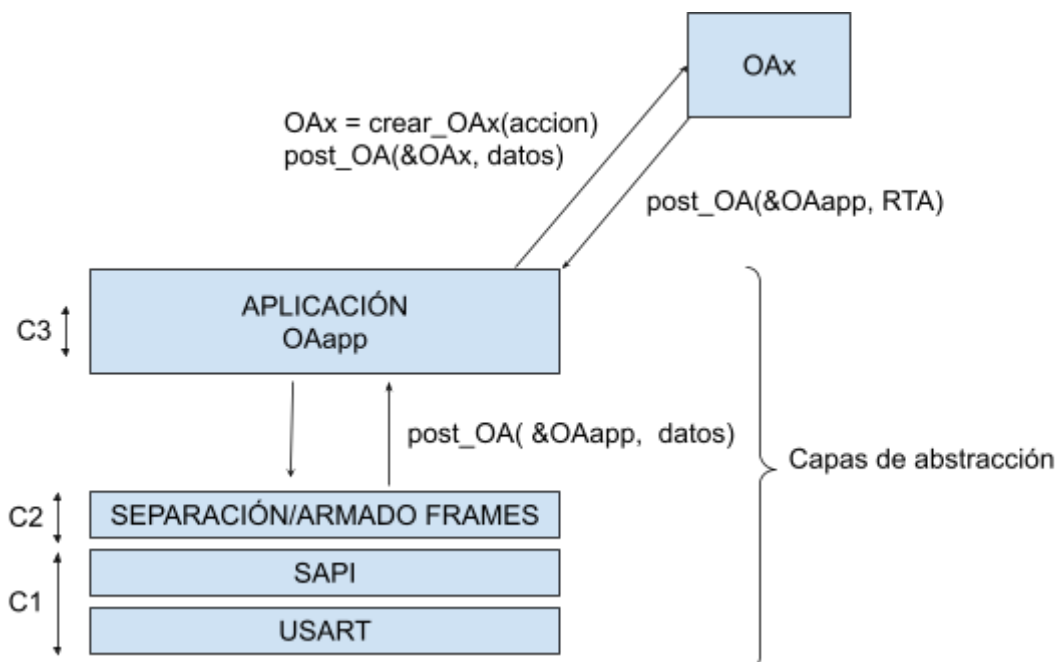 OAx
OAx = crear_OAx(accion)
post_OA(&OAx, datos)
post_OA(&OAapp, RTA)
C3
APLICACIÓN
OAapp
post_OA( &OAapp,  datos)
Capas de abstracción
C2
SEPARACIÓN/ARMADO FRAMES
C1
SAPI
USART